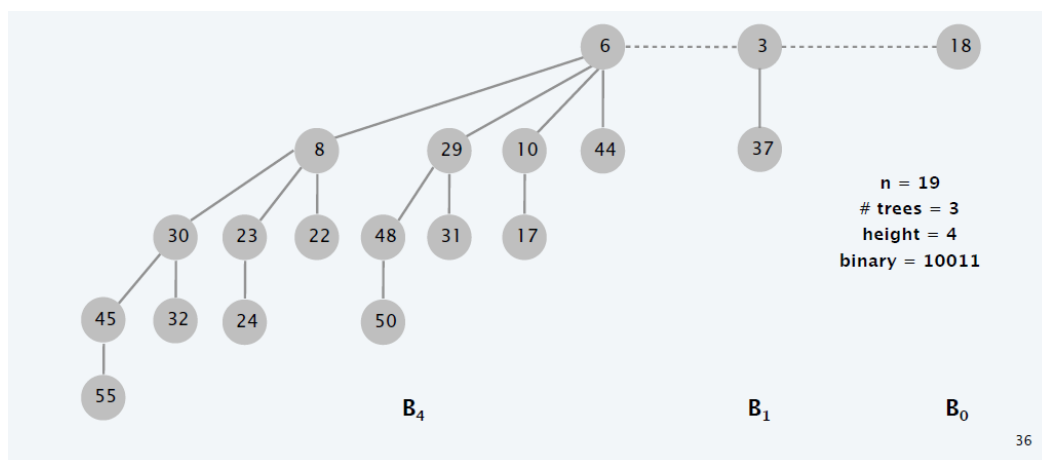 6 3 18
8 29 10 44 37
n = 19
# trees = 3
30 23 22 48 31 17
height = 4
binary = 10011
45 32 24 50
55
B₄ B₁ B₀
36